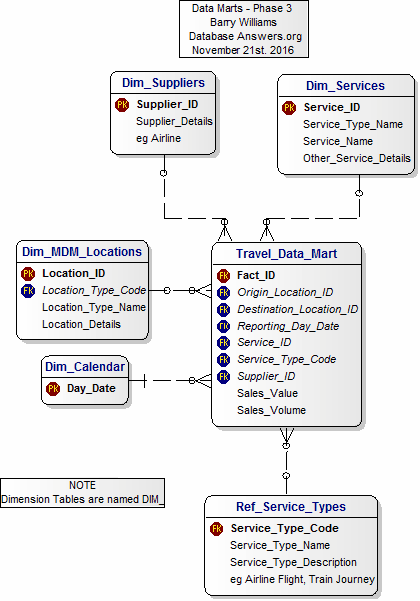 Data Marts - Phase 3
Barry Williams
Database Answers.org
November 21st. 2016
Dim_Suppliers
PK Supplier_ID
Supplier_Details
eg Airline
Dim_Services
PK Service_ID
Service_Type_Name
Service_Name
Other_Service_Details
Dim_MDM_Locations
PK Location_ID
FK Location_Type_Code
Location_Type_Name
Location_Details
Travel_Data_Mart
FK Fact_ID
FK Origin_Location_ID
FK Destination_Location_ID
FK Reporting_Day_Date
FK Service_ID
FK Service_Type_Code
FK Supplier_ID
Sales_Value
Sales_Volume
Dim_Calendar
PK Day_Date
NOTE
Dimension Tables are named DIM_
Ref_Service_Types
FK Service_Type_Code
Service_Type_Name
Service_Type_Description
eg Airline Flight, Train Journey